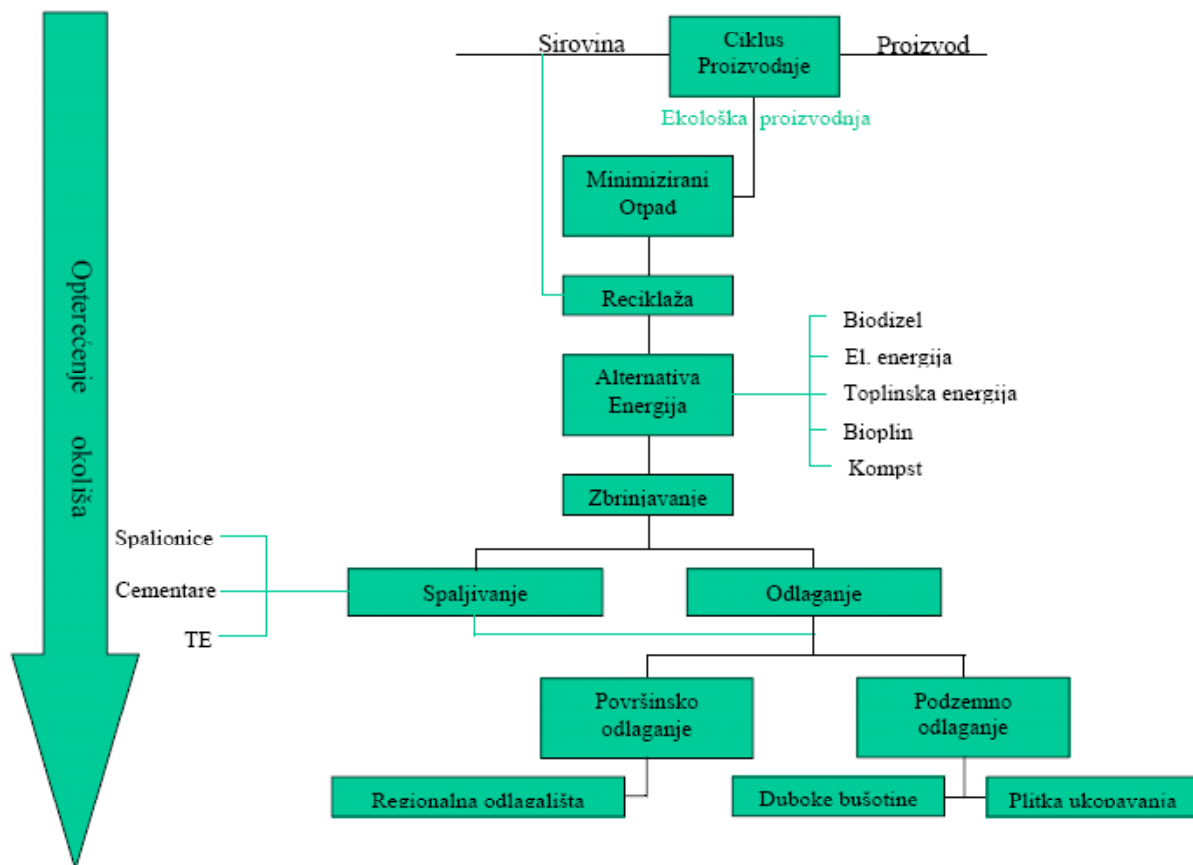 Sirovina
Ciklus
Proizvodnje
Proizvod
Ekološka proizvodnja
Minimizirani
Otpad
Reciklaža
Alternativa
Energija
Biodizel
El. energija
Toplinska energija
Bioplin
Kompst
Opterećenje okoliša
Zbrinjavanje
Spalionice
Cementare
TE
Spaljivanje
Odlaganje
Površinsko
odlaganje
Podzemno
odlaganje
Regionalna odlagališta
Duboke bušotine
Plitka ukopavanja